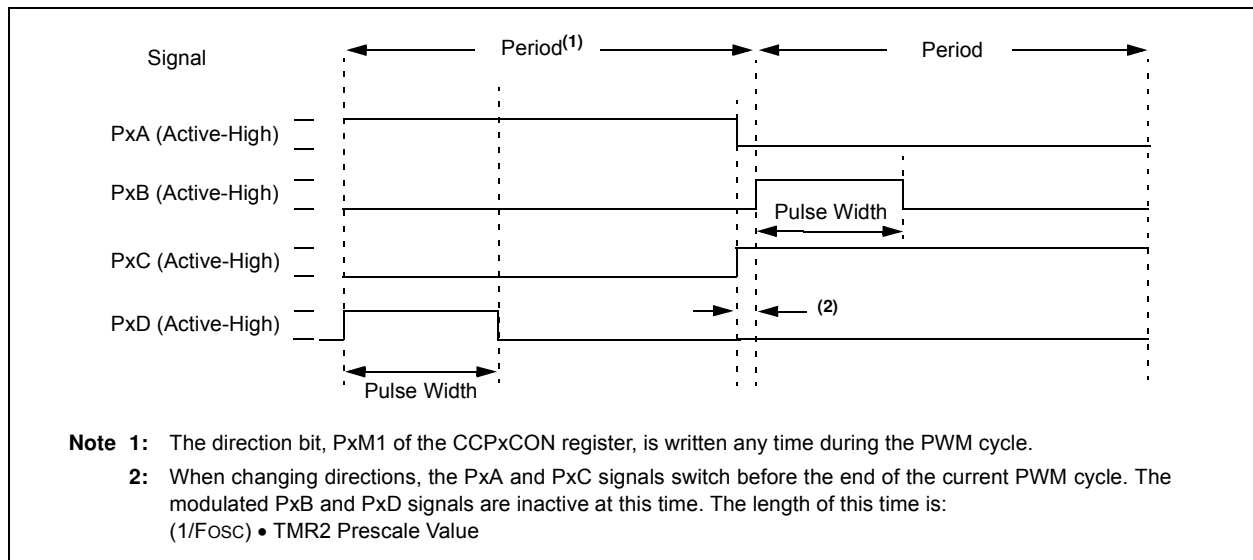 Signal
Period(1)
Period
PxA (Active-High)
PxB (Active-High)
Pulse Width
PxC (Active-High)
(2)
PxD (Active-High)
Pulse Width
Note 1: The direction bit, PxM1 of the CCPxCON register, is written any time during the PWM cycle.
2: When changing directions, the PxA and PxC signals switch before the end of the current PWM cycle. The
modulated PxB and PxD signals are inactive at this time. The length of this time is:
(1/FOSC) • TMR2 Prescale Value